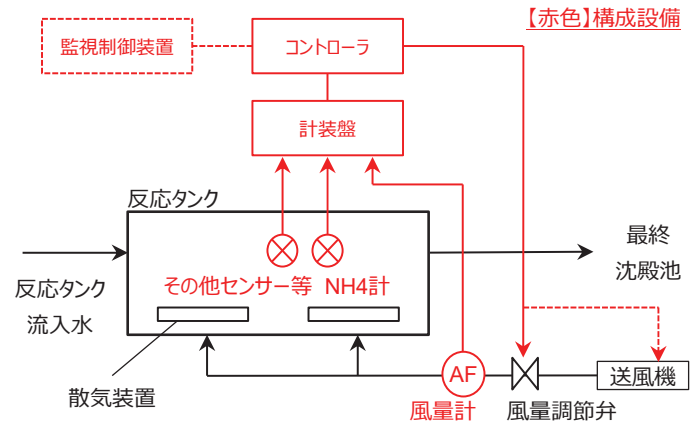 【赤色】構成設備
監視制御装置
コントローラ
計装盤
反応タンク
最終
沈殿池
その他センサー等 NH4計
反応タンク
流入水
散気装置
AF
風量計
風量調節弁
送風機